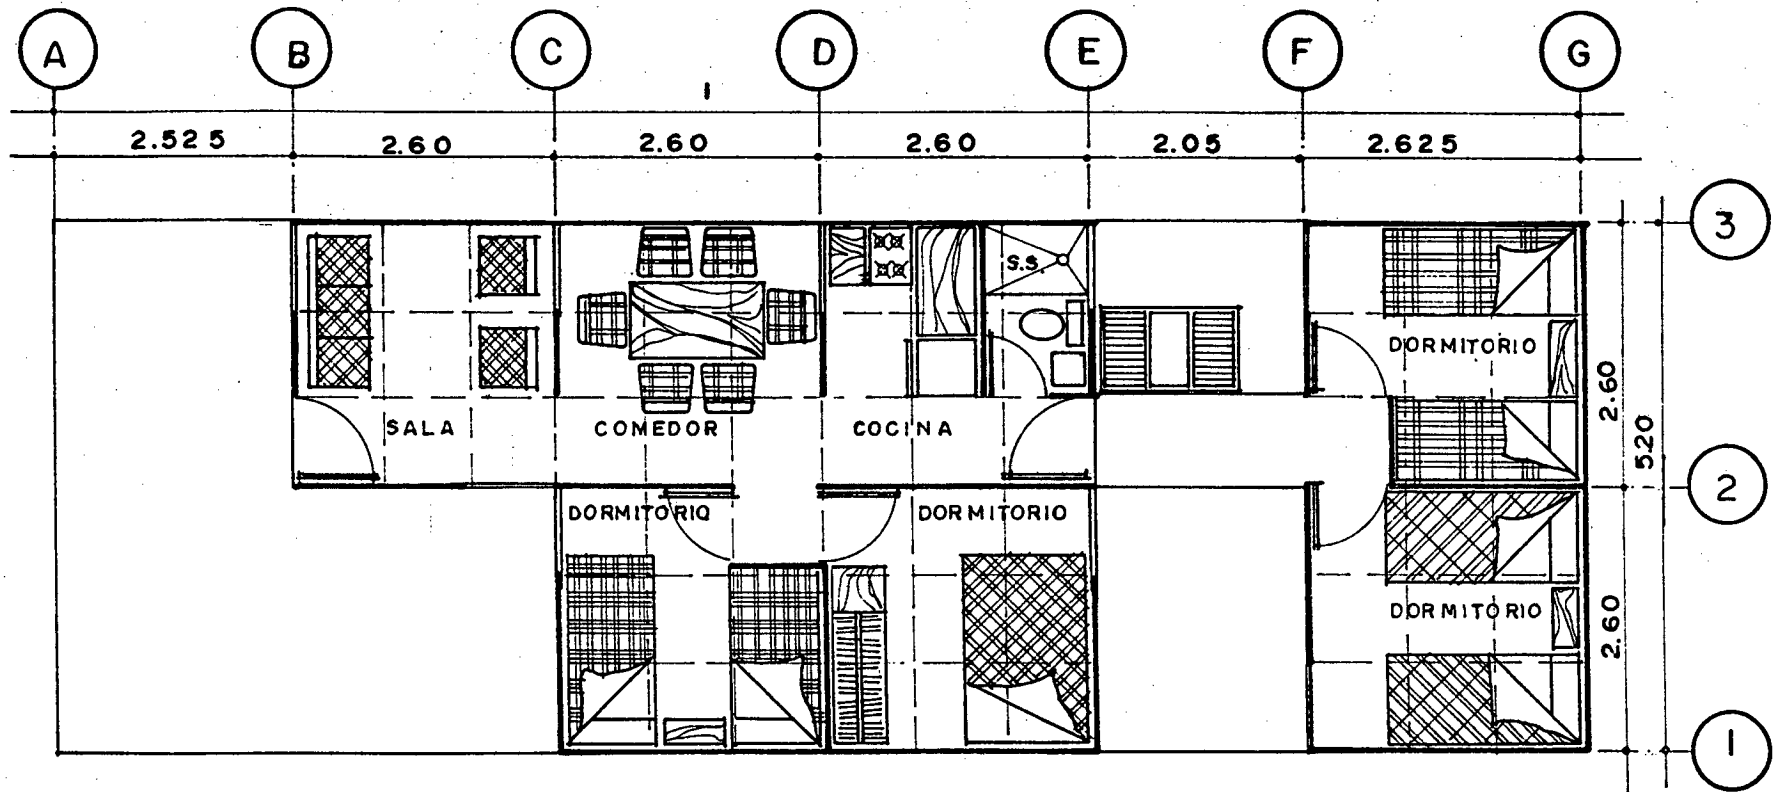 A B C D E F G
1
2.525 2.60 2.60 2.60 2.05 2.625
3
S.S.
DORMITORIO
2.60
SALA COMEDOR COCINA
5.20
2
DORMITORIO DORMITORIO
DORMITORIO
2.60
1